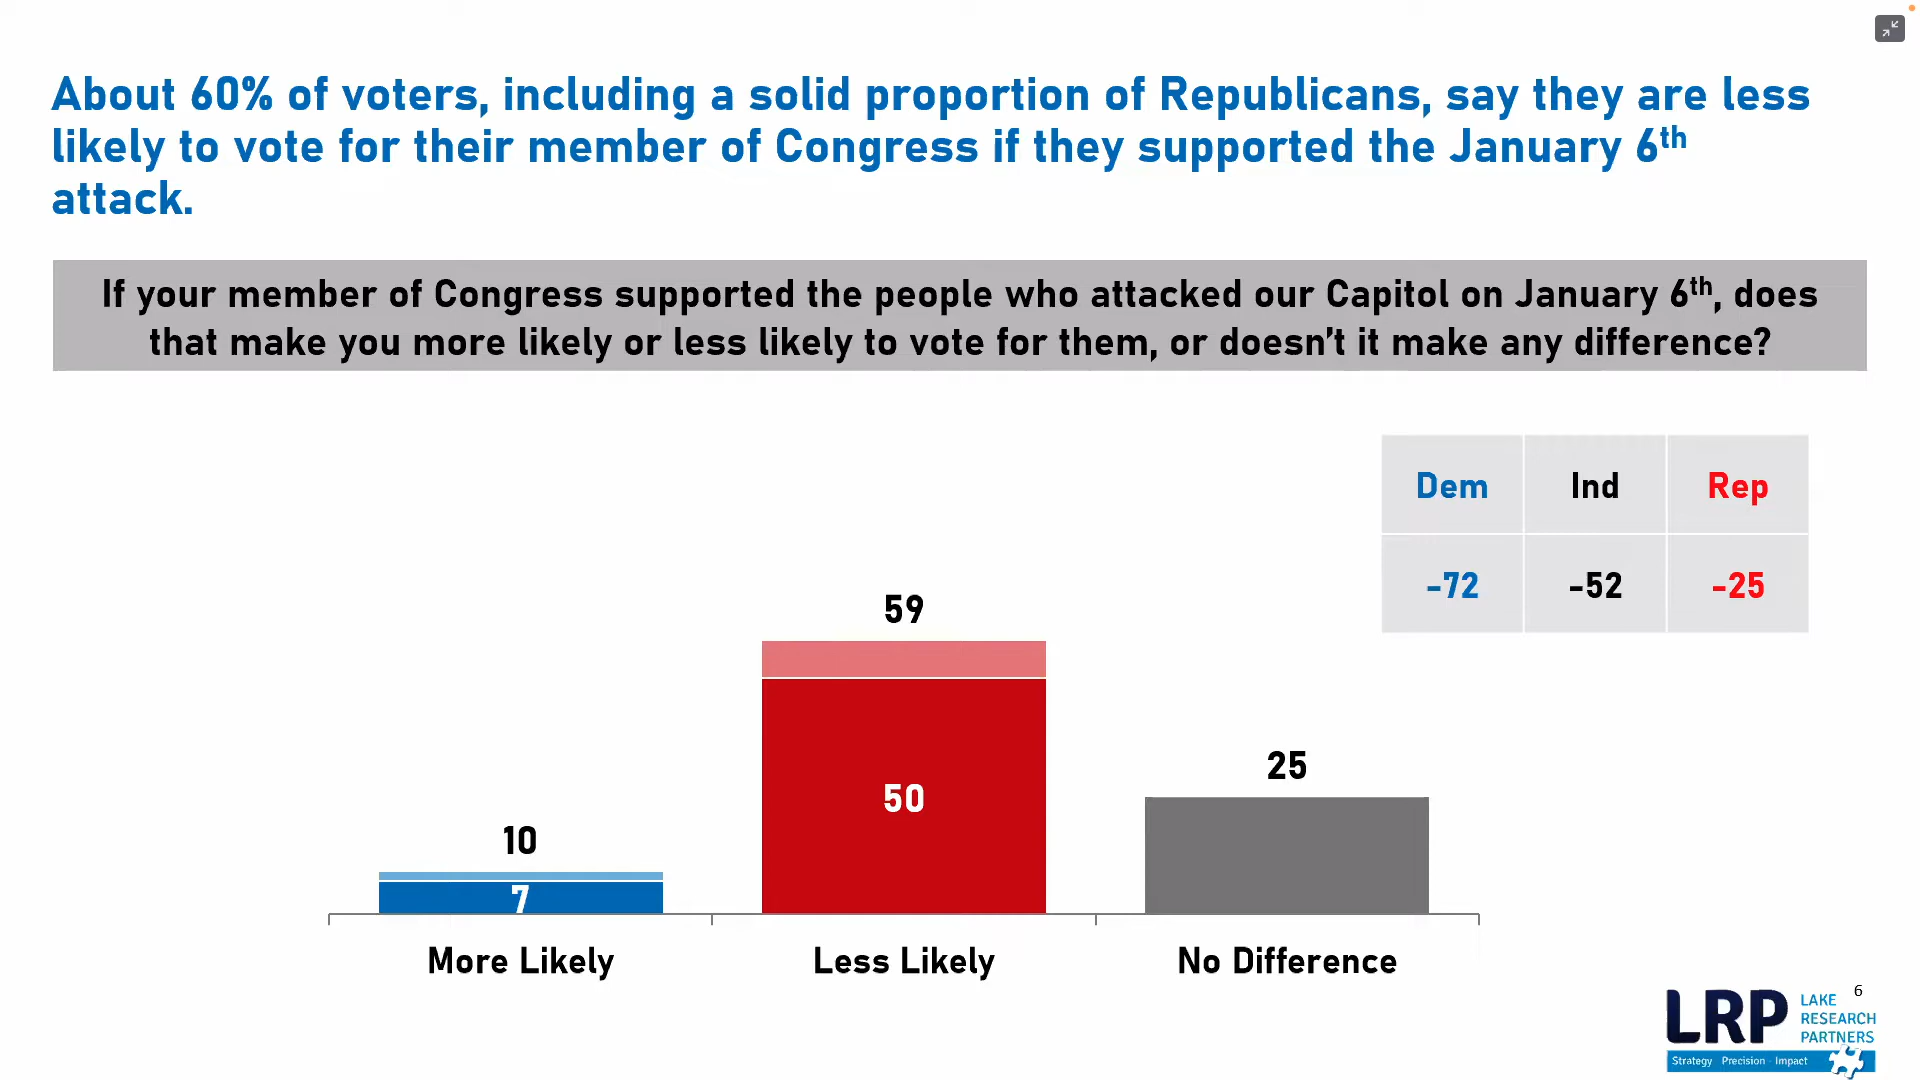 About 60% of voters, including a solid proportion of Republicans, say they are less
likely to vote for their member of Congress if they supported the January 6th
attack.
If your member of Congress supported the people who attacked our Capitol on January 6th, does
that make you more likely or less likely to vote for them, or doesn't it make any difference?
Dem Ind Rep
-72 -52 -25
59
50
25
10
7
More Likely Less Likely No Difference
6
LRP
LAKE
RESEARCH
PARTNERS
Strategy Precision - Impact